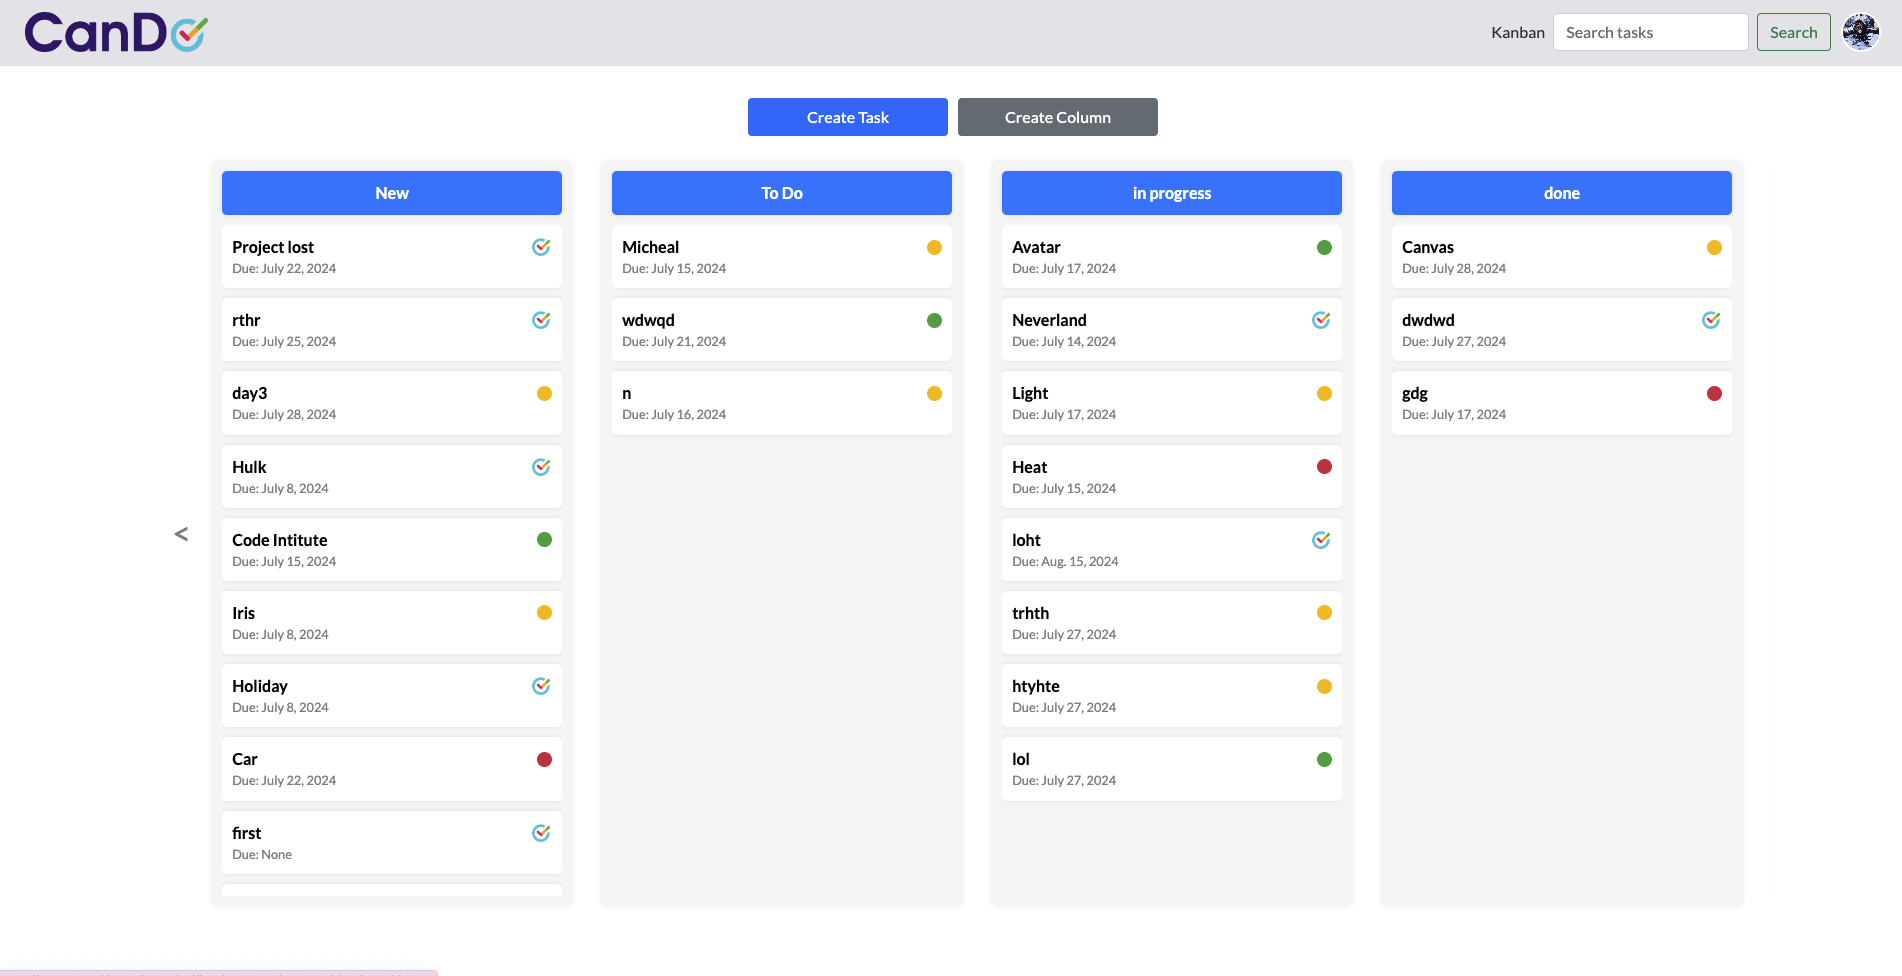 CanD
Kanban
Search tasks
Search
Create Task
Create Column
New
Project lost
Due: July 22, 2024
rthr
Due: July 25, 2024
day3
Due: July 28, 2024
Hulk
Due: July 8, 2024
Code Intitute
Due: July 15, 2024
Iris
Due: July 8, 2024
Holiday
Due: July 8, 2024
Car
Due: July 22, 2024
first
Due: None
To Do
Micheal
Due: July 15, 2024
wdwqd
Due: July 21, 2024
n
Due: July 16, 2024
in progress
Avatar
Due: July 17, 2024
Neverland
Due: July 14, 2024
Light
Due: July 17, 2024
Heat
Due: July 15, 2024
loht
Due: Aug. 15, 2024
trhth
Due: July 27, 2024
htyhte
Due: July 27, 2024
lol
Due: July 27, 2024
done
Canvas
Due: July 28, 2024
dwdwd
Due: July 27, 2024
gdg
Due: July 17, 2024
<